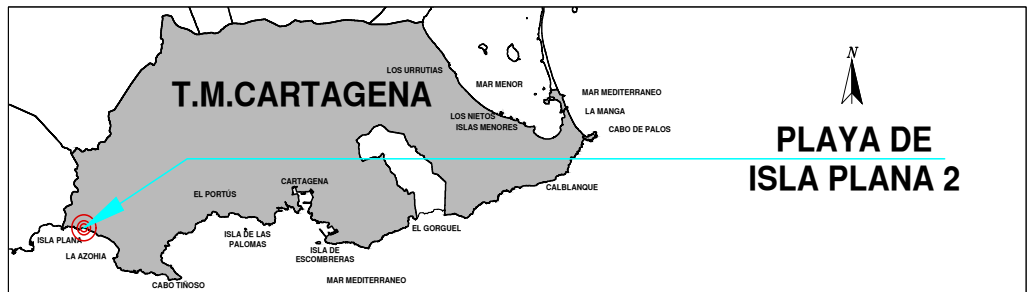 LOS URRUTIAS
T.M.CARTAGENA
MAR MENOR
MAR MEDITERRANEO
LA MANGA
LOS NIETOS
ISLAS MENORES
CABO DE PALOS
N
PLAYA DE
ISLA PLANA 2
CARTAGENA
EL PORTÚS
CALBLANQUE
EL GORGUEL
ISLA PLANA
LA AZOHIA
ISLA DE LAS
PALOMAS
ISLA DE
ESCOMBRERAS
CABO TIÑOSO
MAR MEDITERRANEO